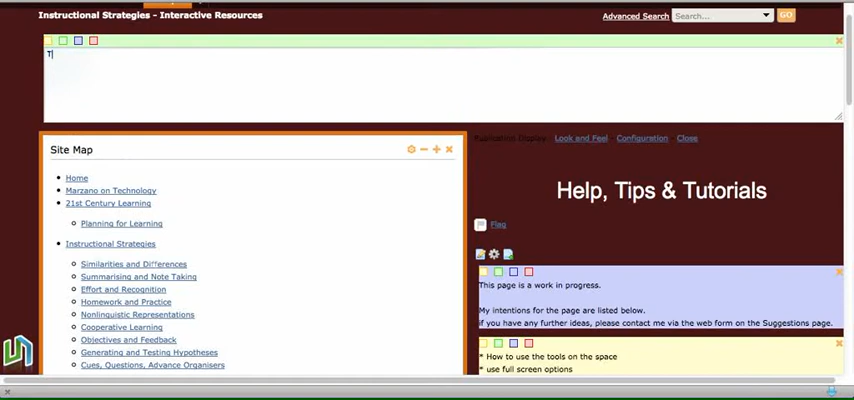 Instructional Strategies - Interactive Resources
Advanced Search
Search...
GO
T
Site Map
Home
Marzano on Technology
21st Century Learning
Planning for Learning
Instructional Strategies
Similarities and Differences
Summarising and Note Taking
Effort and Recognition
Homework and Practice
Nonlinguistic Representations
Cooperative Learning
Objectives and Feedback
Generating and Testing Hypotheses
Cues, Questions, Advance Organisers
Publication Display Look and Feel Configuration Close
Help, Tips & Tutorials
Flag
This page is a work in progress.
My intentions for the page are listed below.
if you have any further ideas, please contact me via the web form on the Suggestions page.
* How to use the tools on the space
* use full screen options